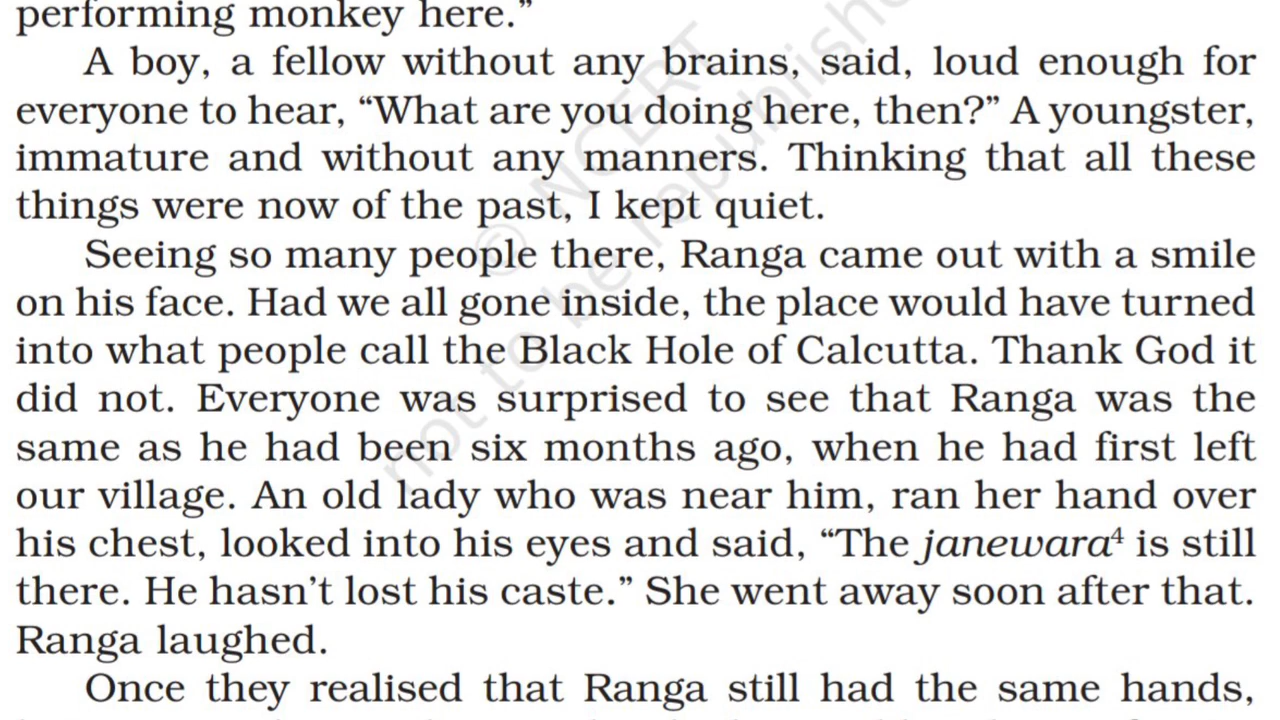 performing monkey here.”
A boy, a fellow without any brains, said, loud enough for
everyone to hear, “What are you doing here, then?” A youngster,
immature and without any manners. Thinking that all these
things were now of the past, I kept quiet.
Seeing so many people there, Ranga came out with a smile
on his face. Had we all gone inside, the place would have turned
into what people call the Black Hole of Calcutta. Thank God it
did not. Everyone was surprised to see that Ranga was the
same as he had been six months ago, when he had first left
our village. An old lady who was near him, ran her hand over
his chest, looked into his eyes and said, “The janewara⁴ is still
there. He hasn’t lost his caste.” She went away soon after that.
Ranga laughed.
Once they realised that Ranga still had the same hands,
© NCERT
not to be republishe